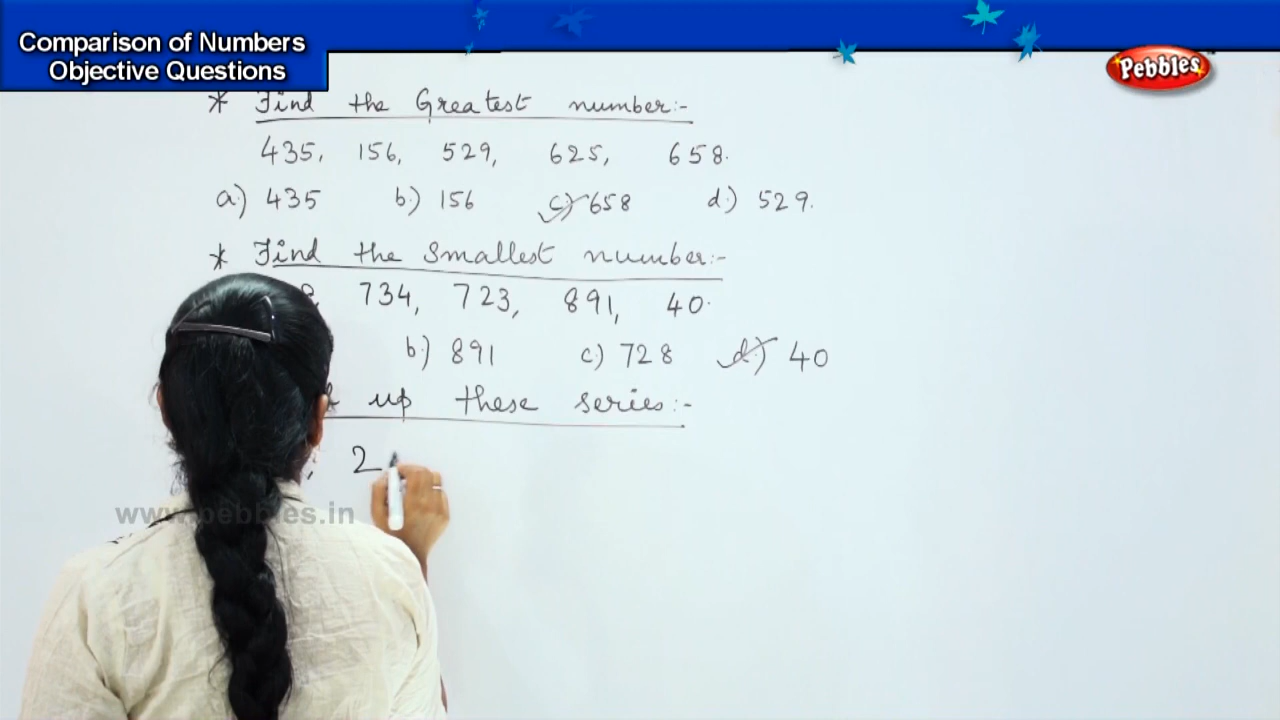 Comparison of Numbers
Objective Questions
Pebbles
* Find the Greatest number:-
435, 156, 529, 625, 658.
a.) 435 b.) 156 c.) 658 d.) 529.
* Find the Smallest number:-
734, 723, 891, 40.
b.) 891 c.) 728 d.) 40
up these series:-
, 2
www.pebbles.in